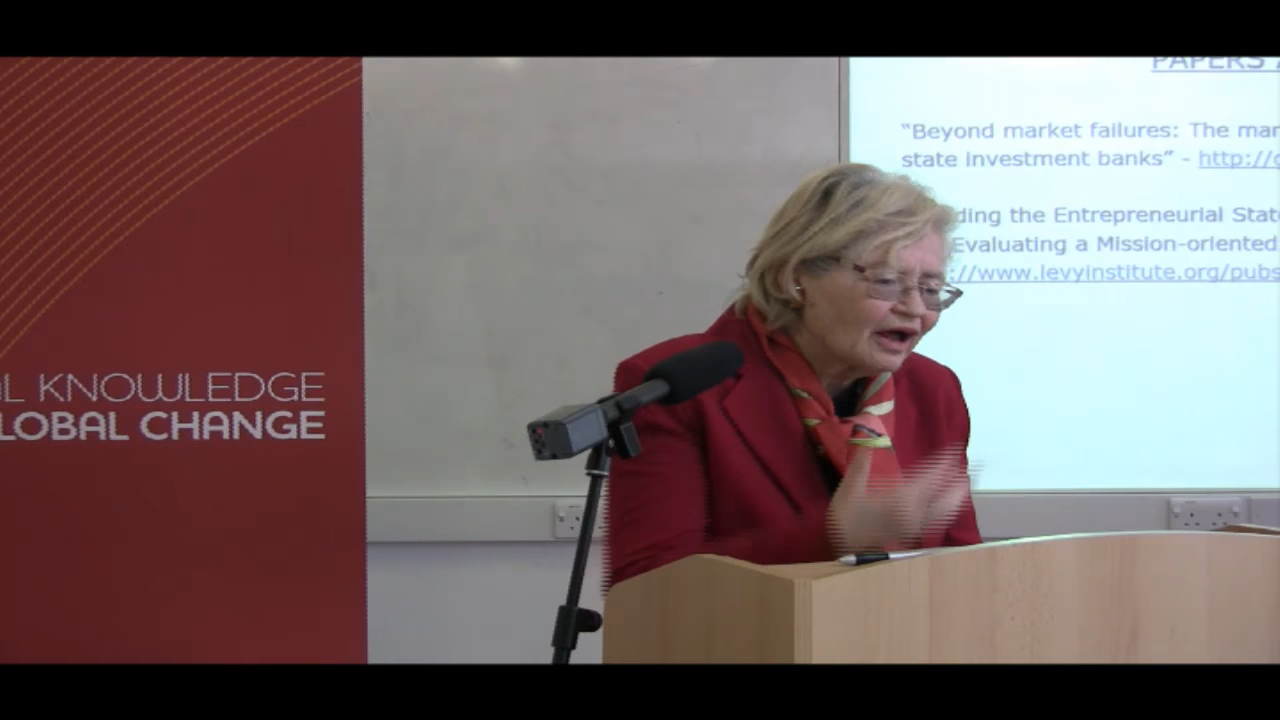 L KNOWLEDGE
LOBAL CHANGE
PAPERS
“Beyond market failures: The mar
state investment banks” - http://
ding the Entrepreneurial State
Evaluating a Mission-oriented
://www.levyinstitute.org/pubs